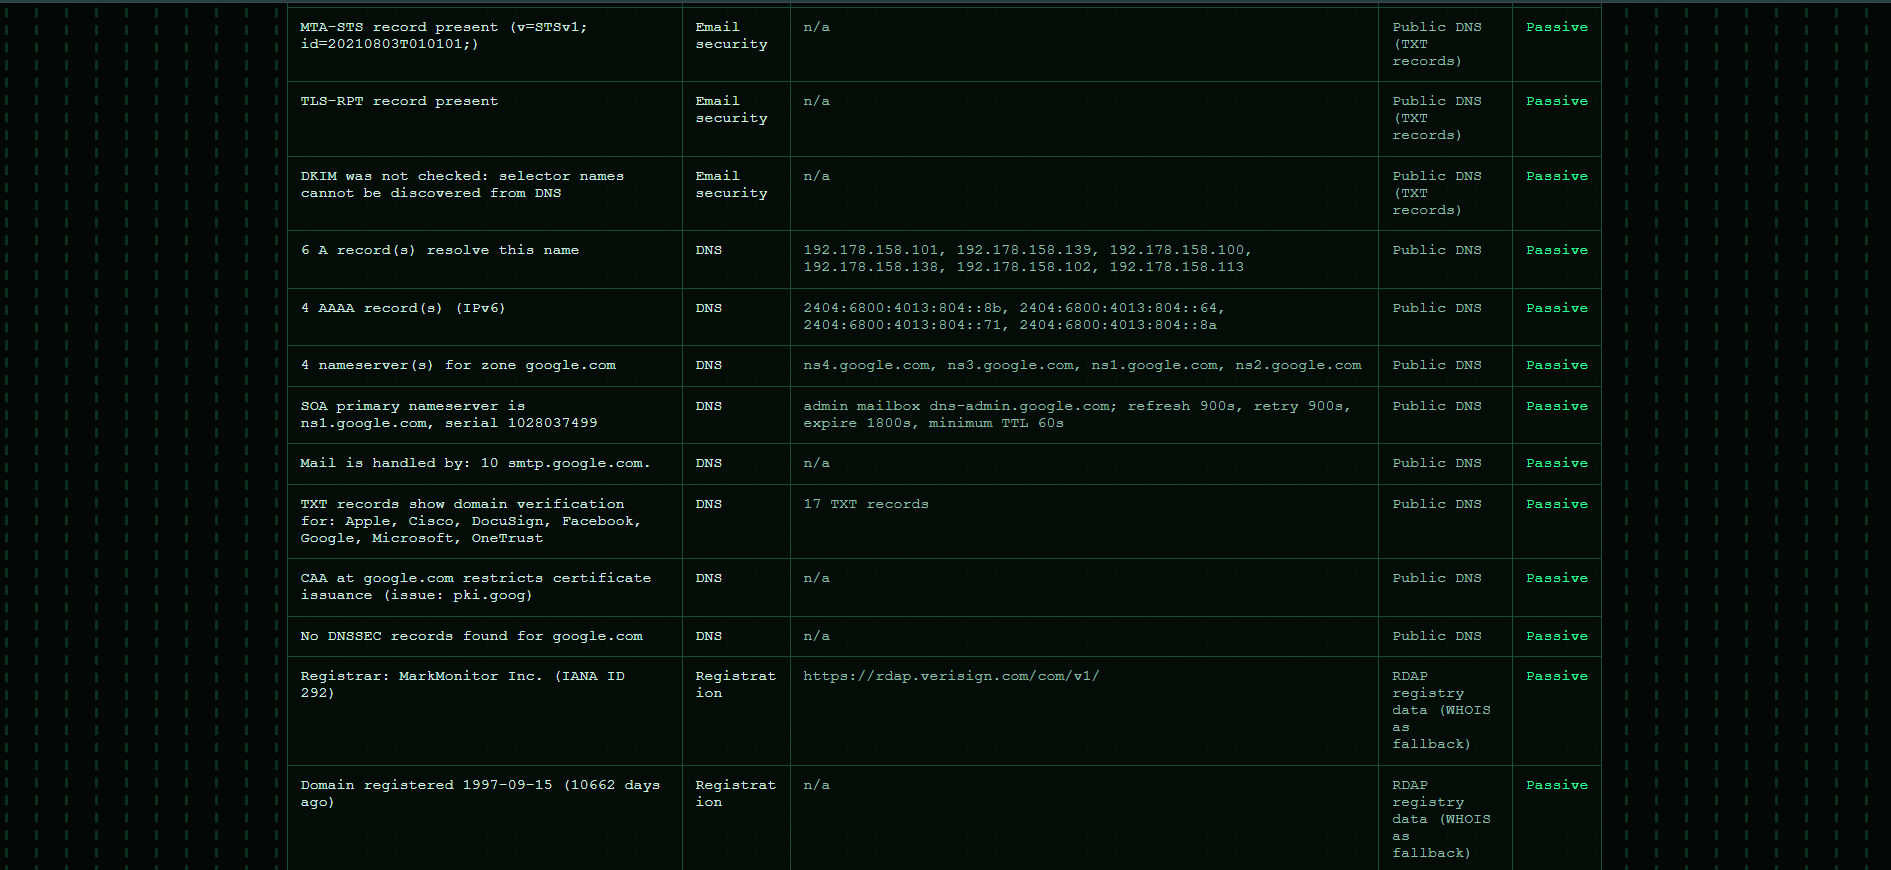 MTA-STS record present (v=STSv1;
id=20210803T010101;)
Email
security
n/a
Public DNS
(TXT
records)
Passive
TLS-RPT record present
Email
security
n/a
Public DNS
(TXT
records)
Passive
DKIM was not checked: selector names
cannot be discovered from DNS
Email
security
n/a
Public DNS
(TXT
records)
Passive
6 A record(s) resolve this name
DNS
192.178.158.101, 192.178.158.139, 192.178.158.100,
192.178.158.138, 192.178.158.102, 192.178.158.113
Public DNS
Passive
4 AAAA record(s) (IPv6)
DNS
2404:6800:4013:804::8b, 2404:6800:4013:804::64,
2404:6800:4013:804::71, 2404:6800:4013:804::8a
Public DNS
Passive
4 nameserver(s) for zone google.com
DNS
ns4.google.com, ns3.google.com, ns1.google.com, ns2.google.com
Public DNS
Passive
SOA primary nameserver is
ns1.google.com, serial 1028037499
DNS
admin mailbox dns-admin.google.com; refresh 900s, retry 900s,
expire 1800s, minimum TTL 60s
Public DNS
Passive
Mail is handled by: 10 smtp.google.com.
DNS
n/a
Public DNS
Passive
TXT records show domain verification
for: Apple, Cisco, DocuSign, Facebook,
Google, Microsoft, OneTrust
DNS
17 TXT records
Public DNS
Passive
CAA at google.com restricts certificate
issuance (issue: pki.goog)
DNS
n/a
Public DNS
Passive
No DNSSEC records found for google.com
DNS
n/a
Public DNS
Passive
Registrar: MarkMonitor Inc. (IANA ID
292)
Registrat
ion
https://rdap.verisign.com/com/v1/
RDAP
registry
data (WHOIS
as
fallback)
Passive
Domain registered 1997-09-15 (10662 days
ago)
Registrat
ion
n/a
RDAP
registry
data (WHOIS
as
fallback)
Passive